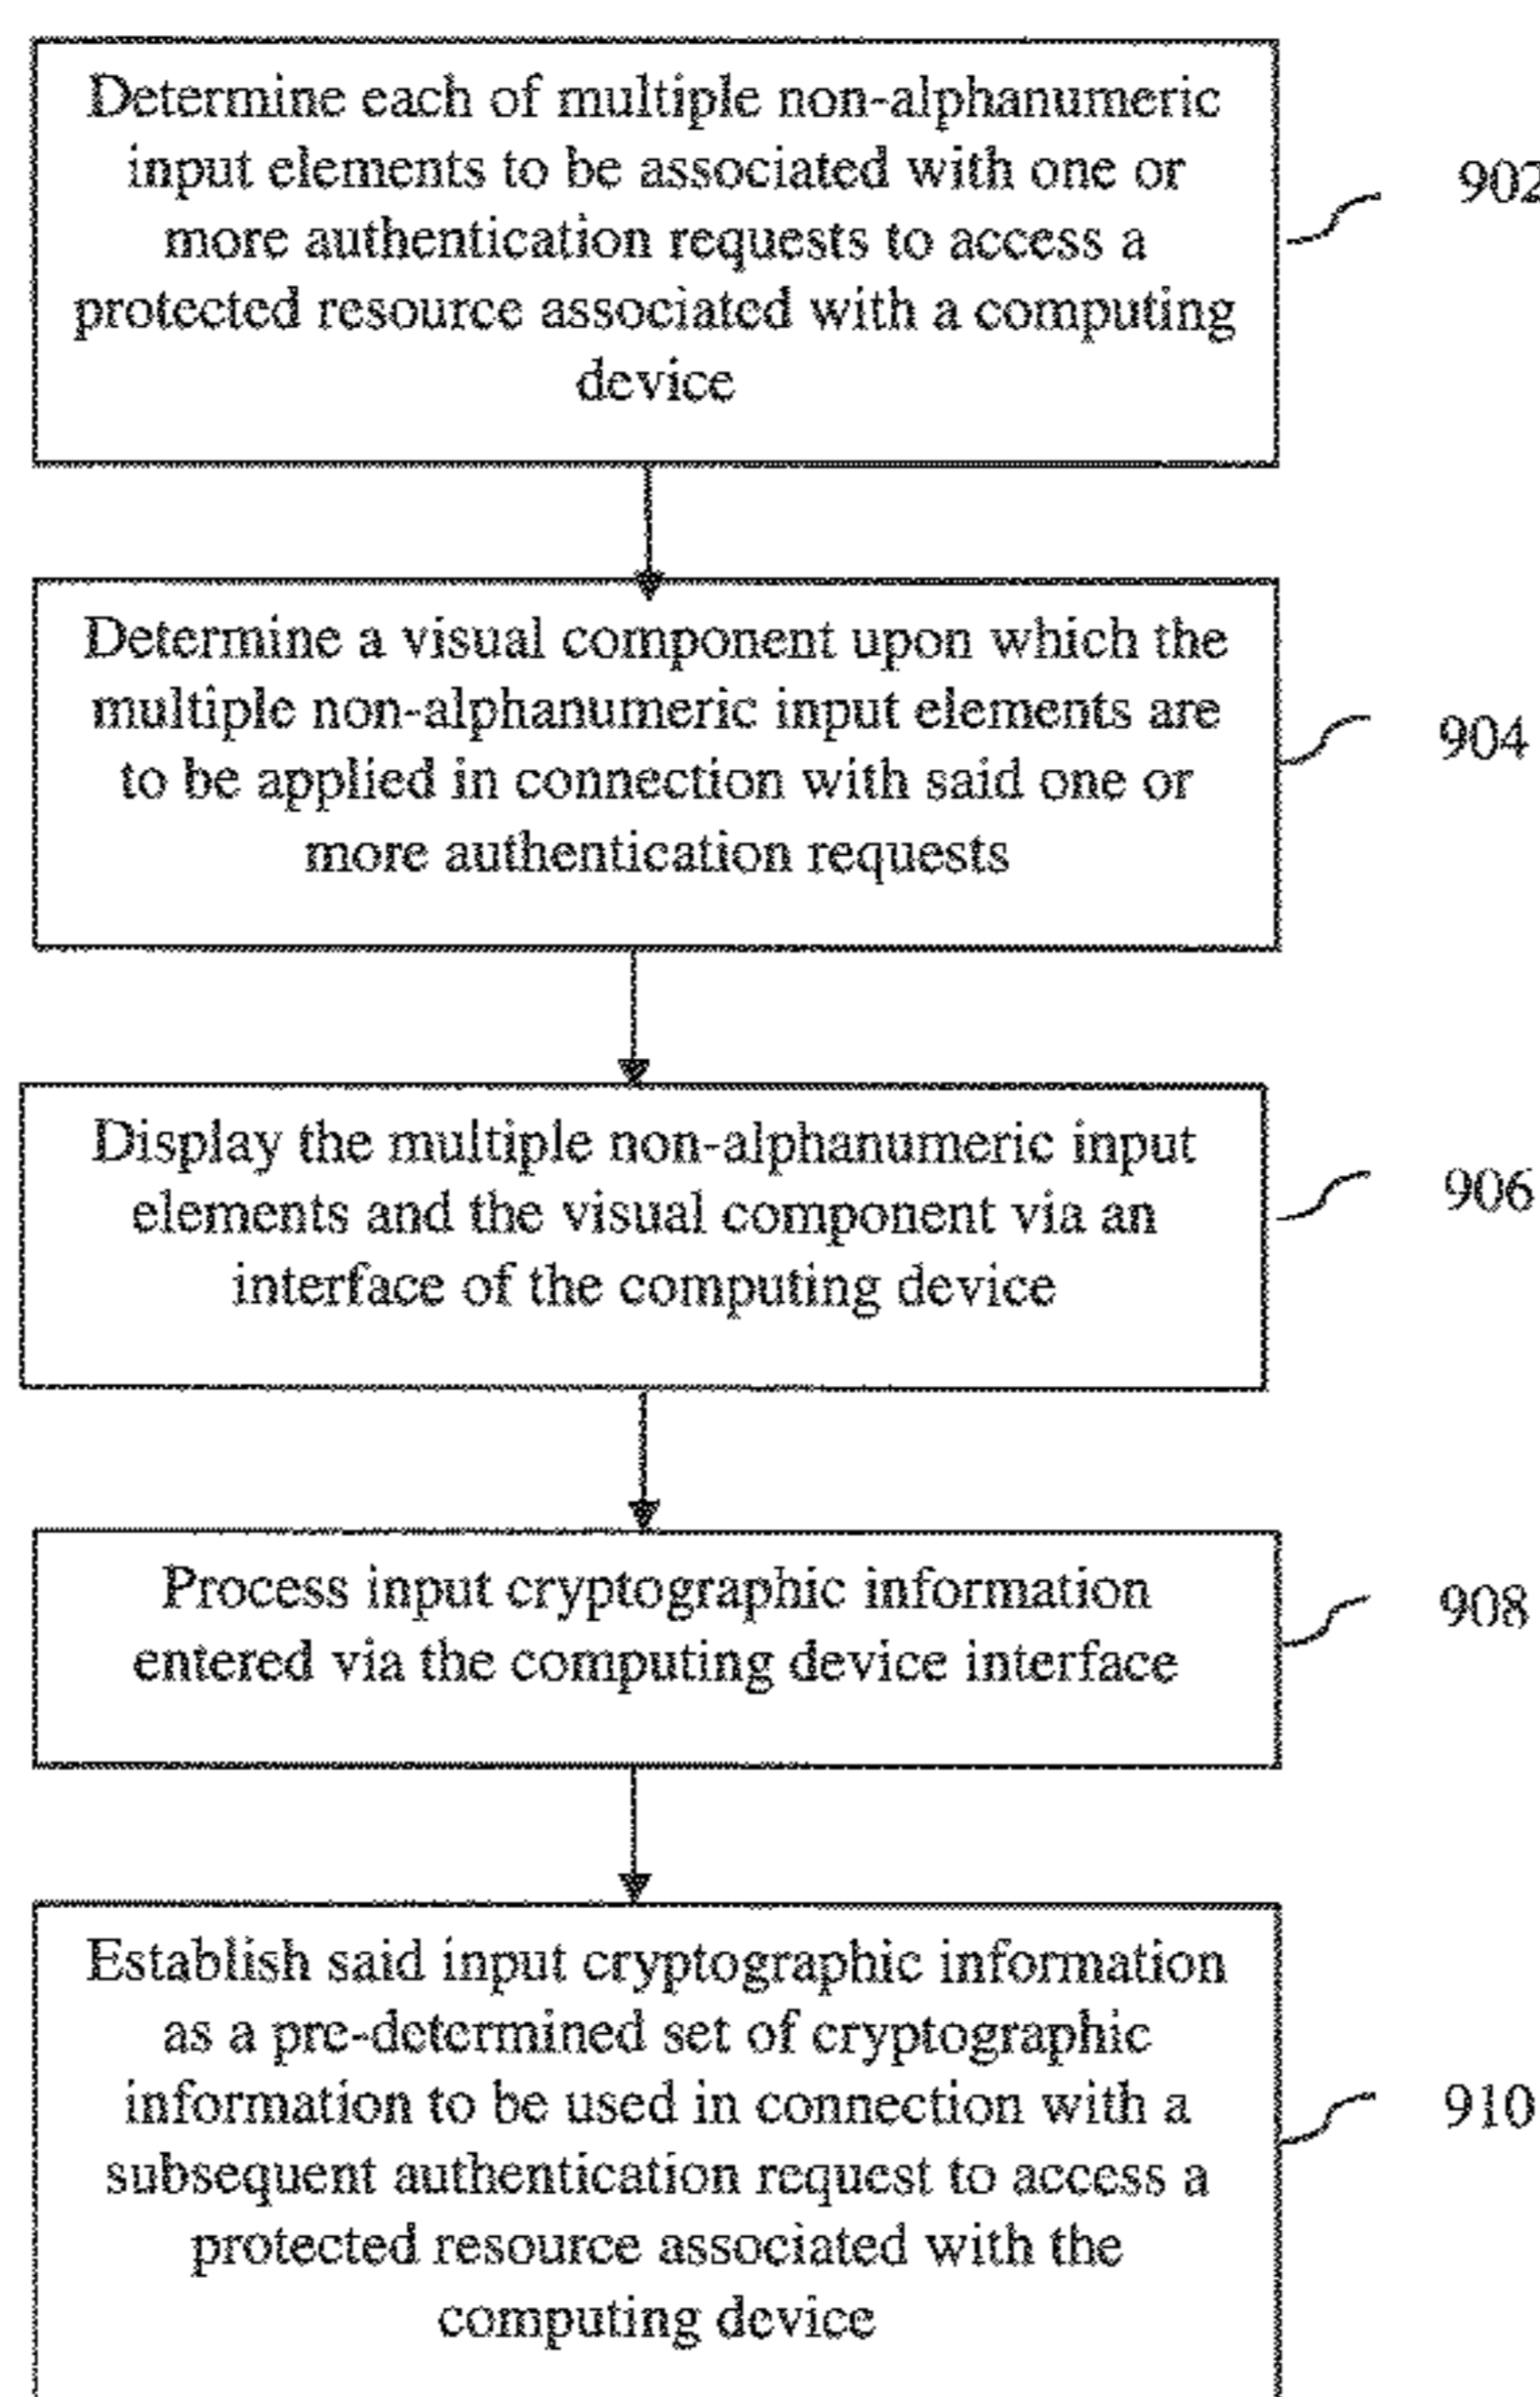 Determine each of multiple non-alphanumeric
input elements to be associated with one or
more authentication requests to access a
protected resource associated with a computing
device
902
Determine a visual component upon which the
multiple non-alphanumeric input elements are
to be applied in connection with said one or
more authentication requests
904
Display the multiple non-alphanumeric input
elements and the visual component via an
interface of the computing device
906
Process input cryptographic information
entered via the computing device interface
908
Establish said input cryptographic information
as a pre-determined set of cryptographic
information to be used in connection with a
subsequent authentication request to access a
protected resource associated with the
computing device
910